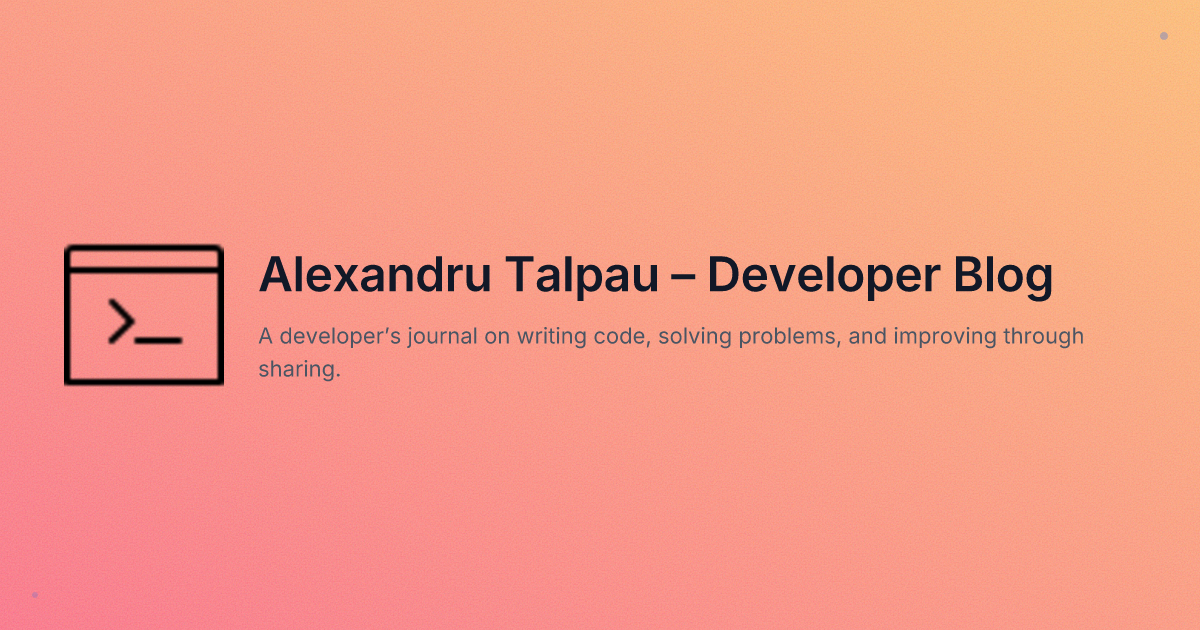 Alexandru Talpau – Developer Blog
A developer’s journal on writing code, solving problems, and improving through
sharing.